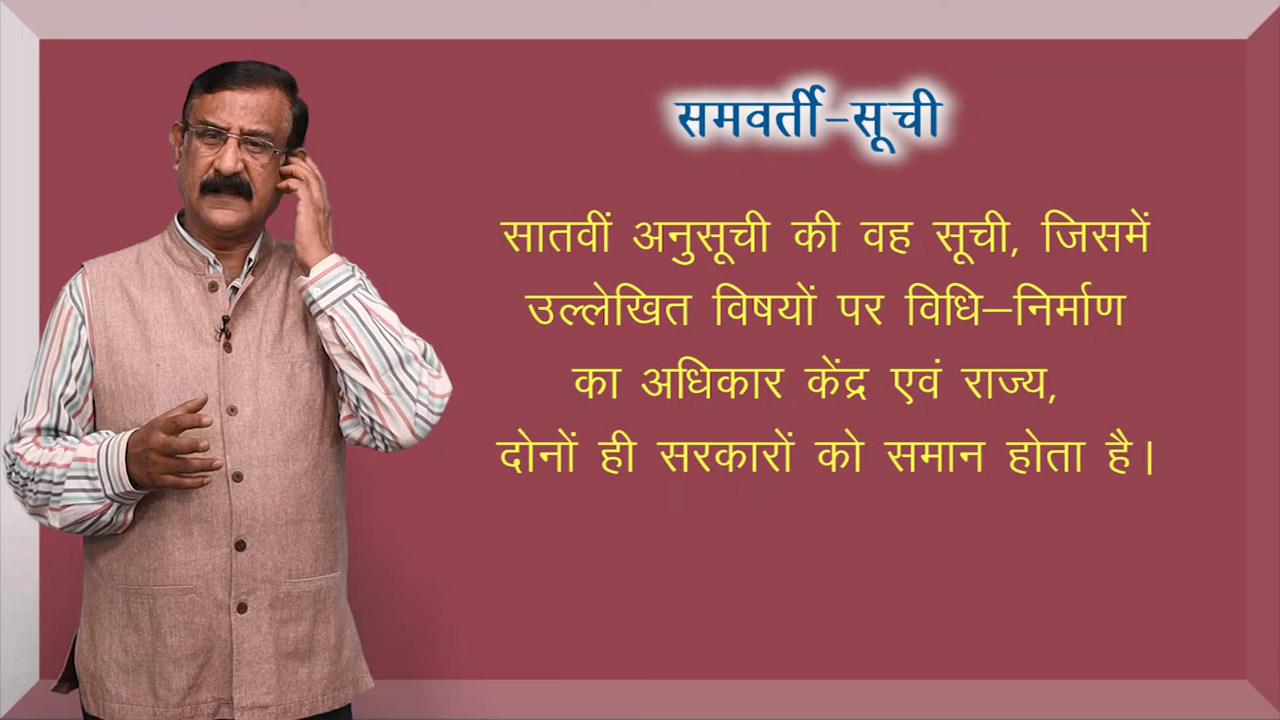 समवर्ती-सूची
सातवीं अनुसूची की वह सूची, जिसमें
उल्लेखित विषयों पर विधि–निर्माण
का अधिकार केंद्र एवं राज्य,
दोनों ही सरकारों को समान होता है।